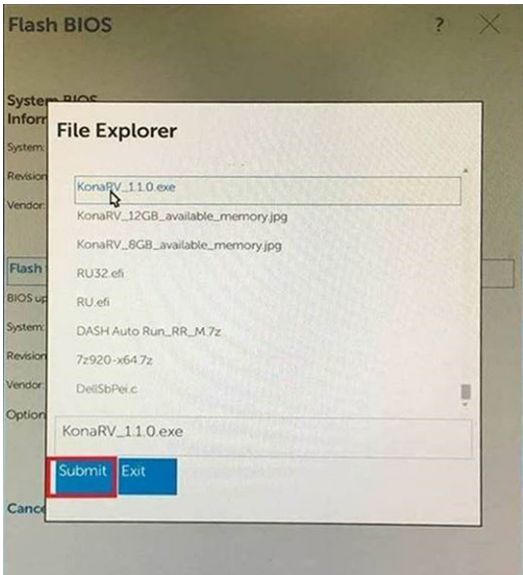 Flash BIOS
?
System BIOS
Infor
System:
Revision
Vendor:
Flash
BIOS up
System:
Revision
Vendor:
Option
Cance
File Explorer
KonaRV_1.1.0.exe
KonaRV_12GB_available_memory.jpg
KonaRV_8GB_available_memory.jpg
RU32.efi
RU.efi
DASH Auto Run_RR_M.7z
7z920-x64.7z
DellSbPei.c
KonaRV_1.1.0.exe
Submit Exit